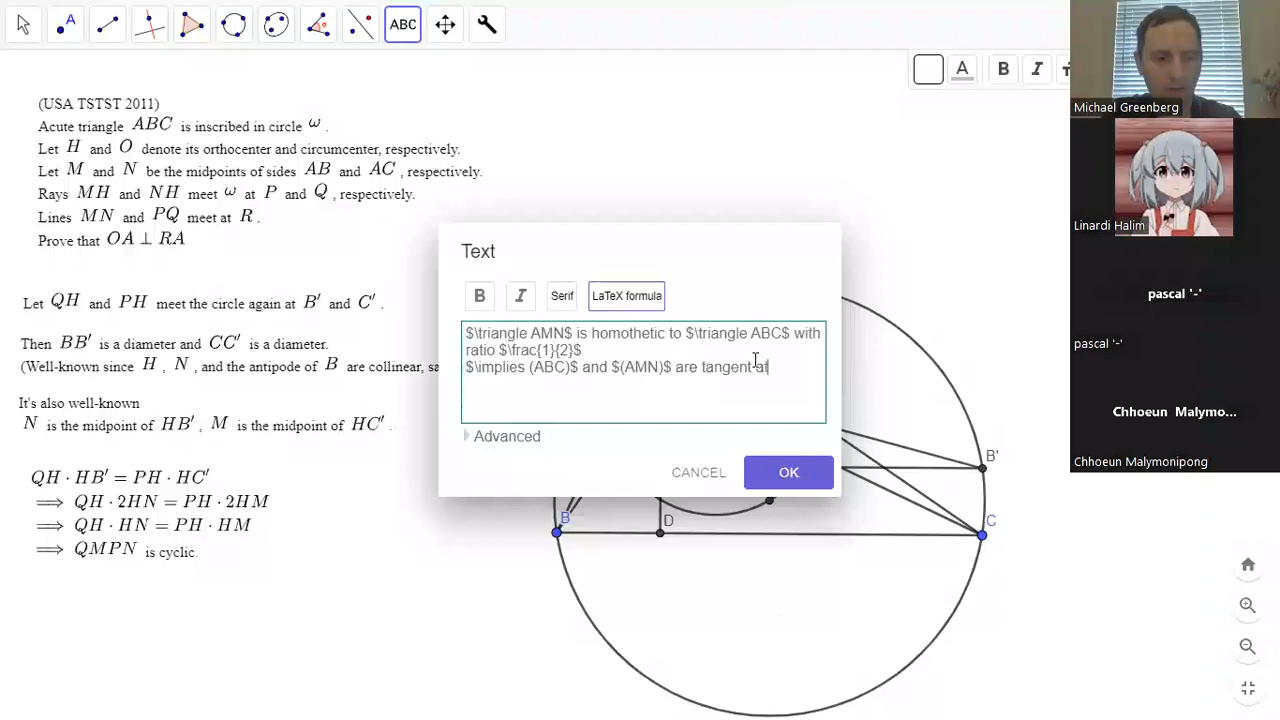 ABC
A
B
I
(USA TSTST 2011)
Acute triangle ABC is inscribed in circle ω .
Let H and O denote its orthocenter and circumcenter, respectively.
Let M and N be the midpoints of sides AB and AC , respectively.
Rays MH and NH meet ω at P and Q , respectively.
Lines MN and PQ meet at R .
Prove that OA ⊥ RA
Let QH and PH meet the circle again at B′ and C′ .
Then BB′ is a diameter and CC′ is a diameter.
(Well-known since H , N , and the antipode of B are collinear, sa
It's also well-known
N is the midpoint of HB′ , M is the midpoint of HC′ .
QH · HB′ = PH · HC′
⟹ QH · 2HN = PH · 2HM
⟹ QH · HN = PH · HM
⟹ QMPN is cyclic.
Text
B I Serif LaTeX formula
$\triangle AMN$ is homothetic to $\triangle ABC$ with
ratio $\frac{1}{2}$
$\implies (ABC)$ and $(AMN)$ are tangent at
Advanced
CANCEL OK
B'
B
D
C
Michael Greenberg
Linardi Halim
pascal '-'
pascal '-'
Chhoeun Malymo...
Chhoeun Malymonipong